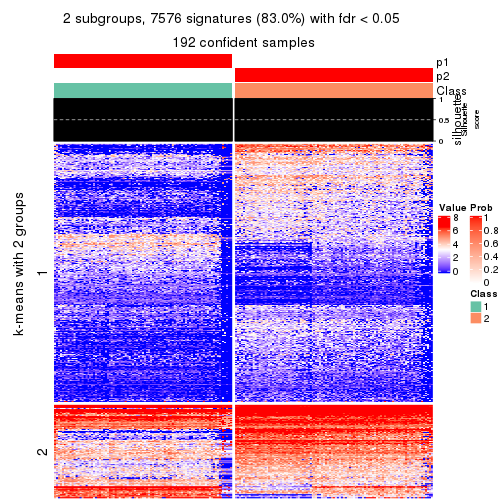 2 subgroups, 7576 signatures (83.0%) with fdr < 0.05
192 confident samples
p1
p2
Class
1
0.5
0
silhouette
Silhouette
score
k-means with 2 groups
1
2
Value
8
6
4
2
0
Prob
1
0.8
0.6
0.4
0.2
0
Class
1
2